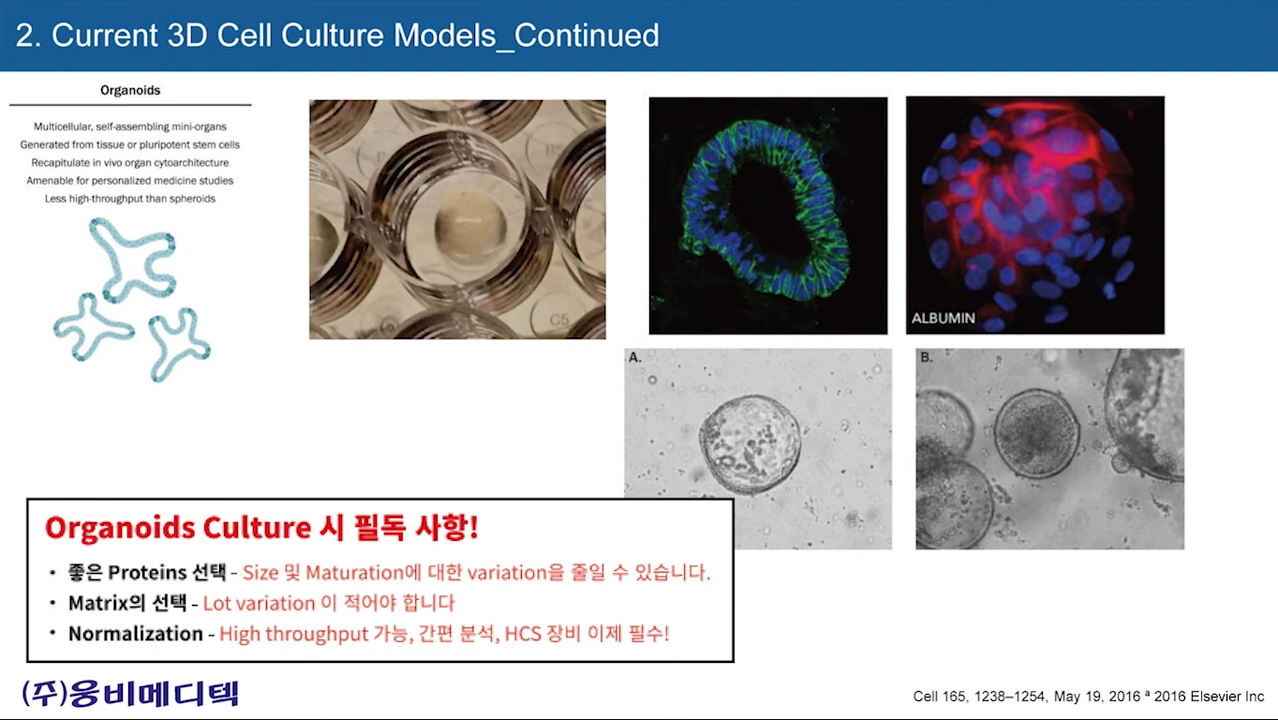 2. Current 3D Cell Culture Models_Continued
Organoids
Multicellular, self-assembling mini-organs
Generated from tissue or pluripotent stem cells
Recapitulate in vivo organ cytoarchitecture
Amenable for personalized medicine studies
Less high-throughput than spheroids
C5
ALBUMIN
A.
B.
Organoids Culture 시 필독 사항!
• 좋은 Proteins 선택 - Size 및 Maturation에 대한 variation을 줄일 수 있습니다.
• Matrix의 선택 - Lot variation 이 적어야 합니다
• Normalization - High throughput 가능, 간편 분석, HCS 장비 이제 필수!
(주)웅비메디텍
Cell 165, 1238–1254, May 19, 2016 ª 2016 Elsevier Inc